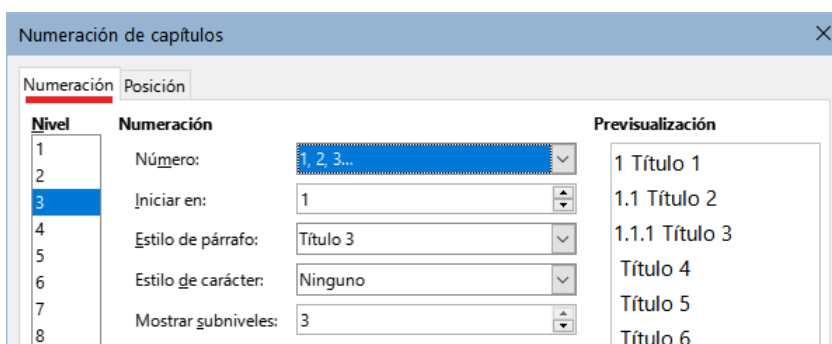 Numeración de capítulos
Numeración Posición
Nivel
1
2
3
4
5
6
7
8
Numeración
Número: 1, 2, 3...
Iniciar en: 1
Estilo de párrafo: Título 3
Estilo de carácter: Ninguno
Mostrar subniveles: 3
Previsualización
1 Título 1
1.1 Título 2
1.1.1 Título 3
Título 4
Título 5
Título 6